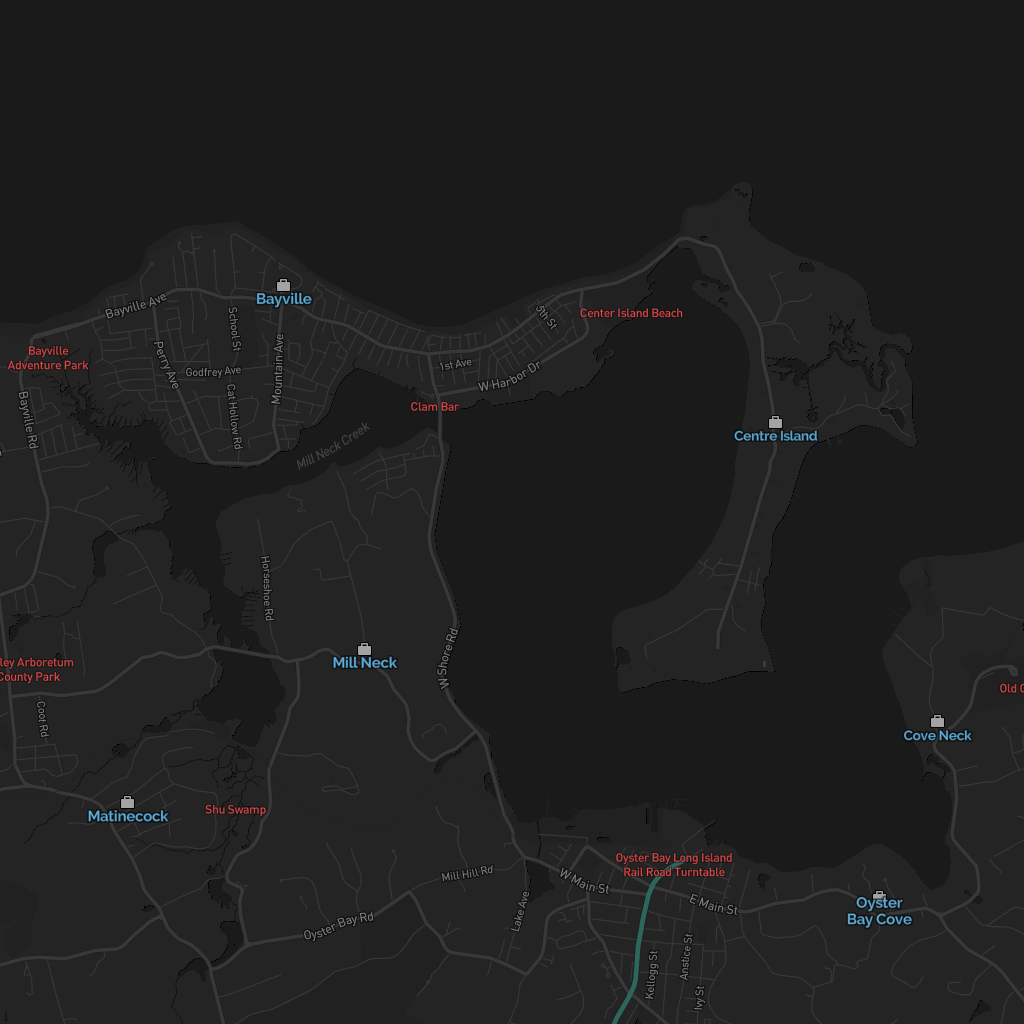 Bayville
Bayville Ave
Center Island Beach
5th St
School St
Bayville
Adventure Park
Perry Ave
Godfrey Ave
Mountain Ave
1st Ave
W Harbor Dr
Bayville Rd
Cat Hollow Rd
Clam Bar
Mill Neck Creek
Centre Island
Horseshoe Rd
W Shore Rd
ley Arboretum
County Park
Mill Neck
Coot Rd
Old
Cove Neck
Matinecock
Shu Swamp
Oyster Bay Long Island
Rail Road Turntable
Mill Hill Rd
W Main St
E Main St
Oyster
Bay Cove
Lake Ave
Oyster Bay Rd
Kellogg St
Anstice St
Ivy St